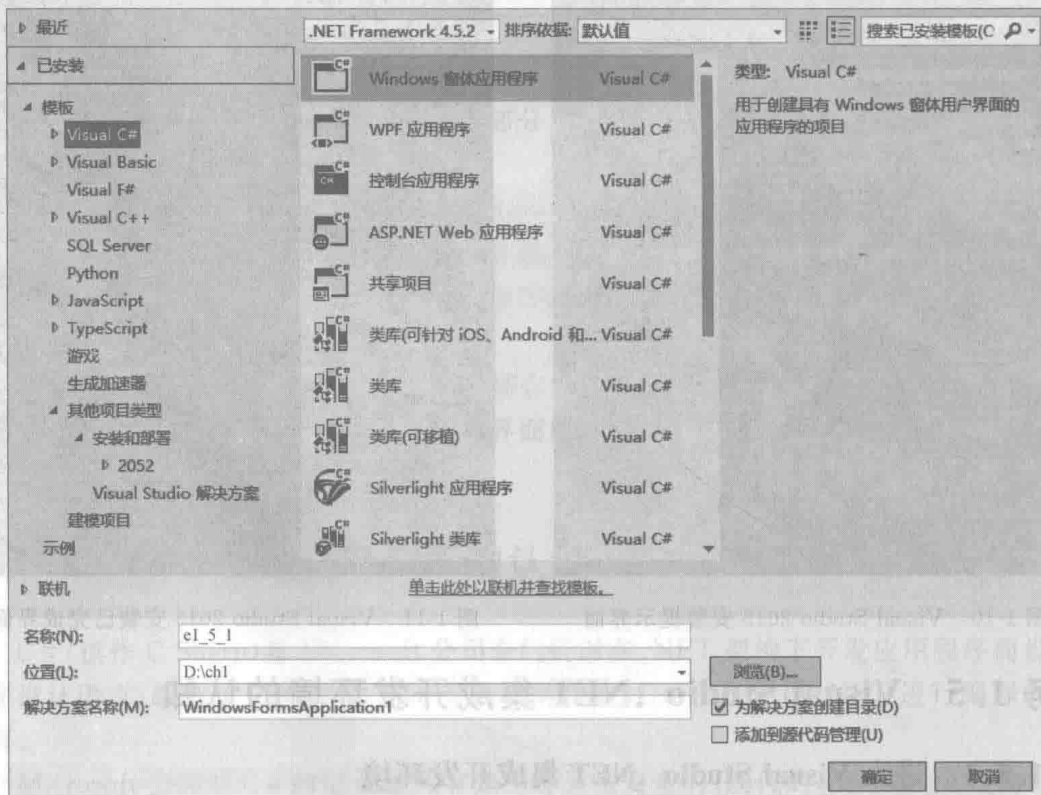 最近
.NET Framework 4.5.2 排序依据: 默认值 搜索已安装模板(C
已安装
模板
Visual C#
Visual Basic
Visual F#
Visual C++
SQL Server
Python
JavaScript
TypeScript
游戏
生成加速器
其他项目类型
安装和部署
2052
Visual Studio 解决方案
建模项目
示例
Windows 窗体应用程序 Visual C#
WPF 应用程序 Visual C#
控制台应用程序 Visual C#
ASP.NET Web 应用程序 Visual C#
共享项目 Visual C#
类库(可针对 iOS、Android 和... Visual C#
类库 Visual C#
类库(可移植) Visual C#
Silverlight 应用程序 Visual C#
Silverlight 类库 Visual C#
类型: Visual C#
用于创建具有 Windows 窗体用户界面的
应用程序的项目
联机
单击此处以联机并查找模板。
名称(N): e1_5_1
位置(L): D:\ch1 浏览(B)...
解决方案名称(M): WindowsFormsApplication1
为解决方案创建目录(D)
添加到源代码管理(U)
确定 取消